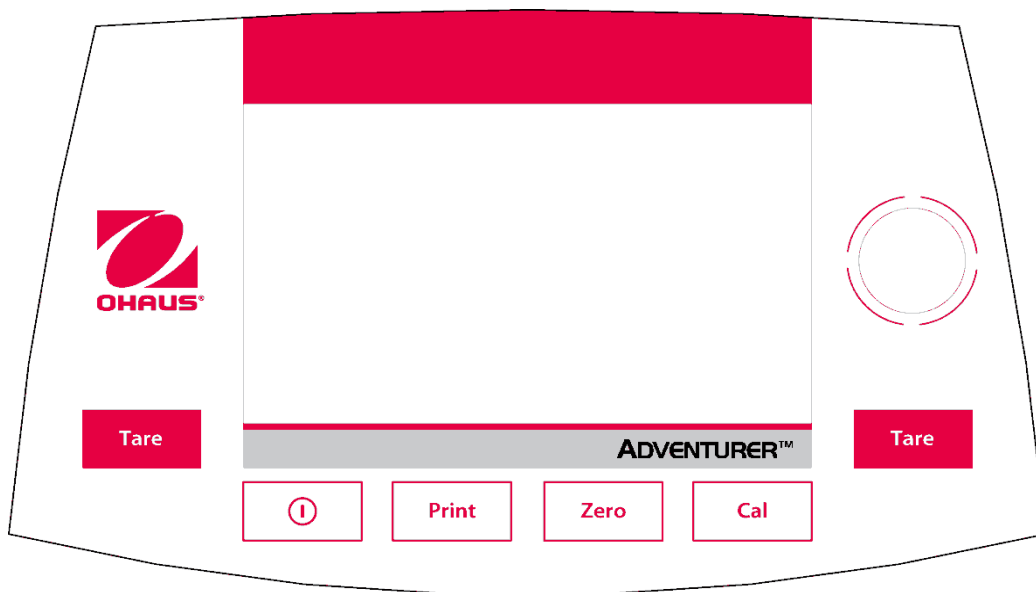 OHAUS®
Tare
Tare
ADVENTURER™
Print
Zero
Cal